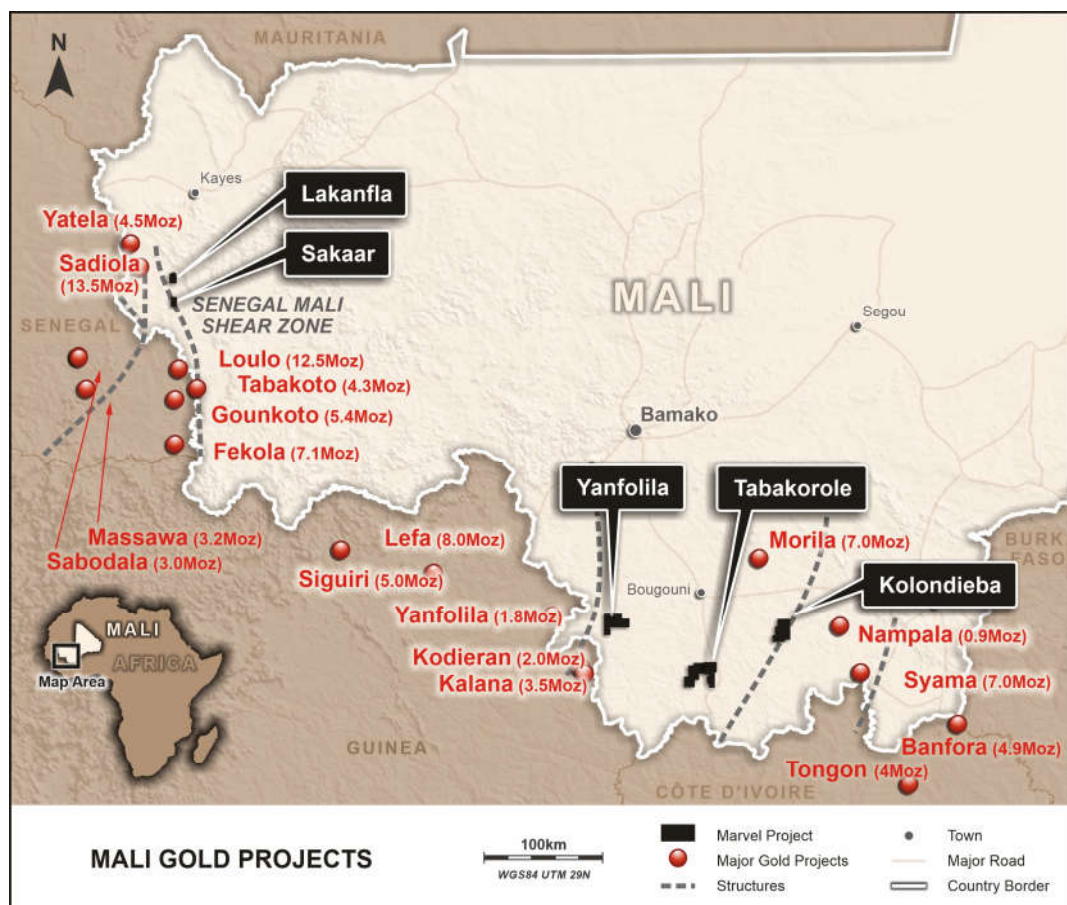 N
MAURITANIA
Kayes
Lakanfla
Yatela (4.5Moz)
Sadiola
(13.5Moz)
Sakaar
SENEGAL MALI
SHEAR ZONE
SENEGAL
MALI
Segou
Loulo (12.5Moz)
Tabakoto (4.3Moz)
Gounkoto (5.4Moz)
Fekola (7.1Moz)
Bamako
Yanfolila
Tabakorole
Massawa (3.2Moz)
Sabodala (3.0Moz)
Lefa (8.0Moz)
Siguiri (5.0Moz)
Morila (7.0Moz)
BURK
FASO
Kolondieba
Bougouni
Yanfolila (1.8Moz)
Nampala (0.9Moz)
Kodieran (2.0Moz)
Kalana (3.5Moz)
Syama (7.0Moz)
Banfora (4.9Moz)
Tongon (4Moz)
GUINEA
CÔTE D'IVOIRE
MALI
AFRICA
Map Area
MALI GOLD PROJECTS
100km
WGS84 UTM 29N
Marvel Project
Major Gold Projects
Structures
Town
Major Road
Country Border